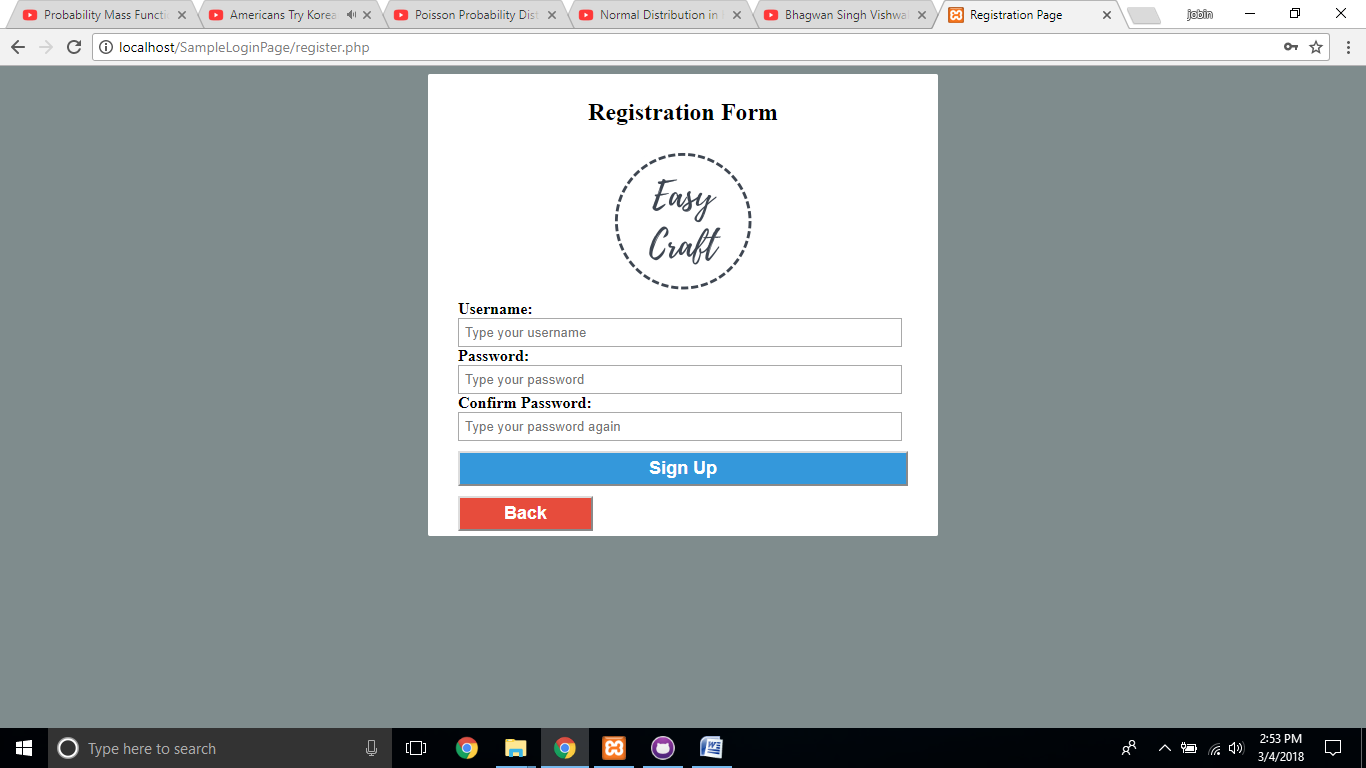 Probability Mass Functi
Americans Try Korea
Poisson Probability Dist
Normal Distribution in
Bhagwan Singh Vishwa
Registration Page
jobin
localhost/SampleLoginPage/register.php
Registration Form
Easy
Craft
Username:
Type your username
Password:
Type your password
Confirm Password:
Type your password again
Sign Up
Back
Type here to search
2:53 PM
3/4/2018